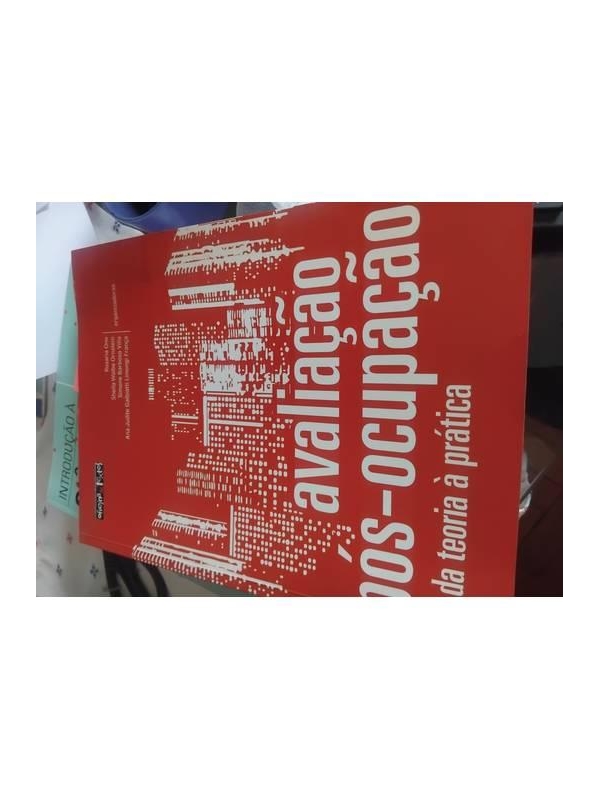 Rosaria Ono
Sheila Walbe Ornstein
Simone Barbosa Villa
Ana Judite Galbiatti Limongi França
avaliação
pós-ocupação
da teoria à prática
INTRODUÇÃO A